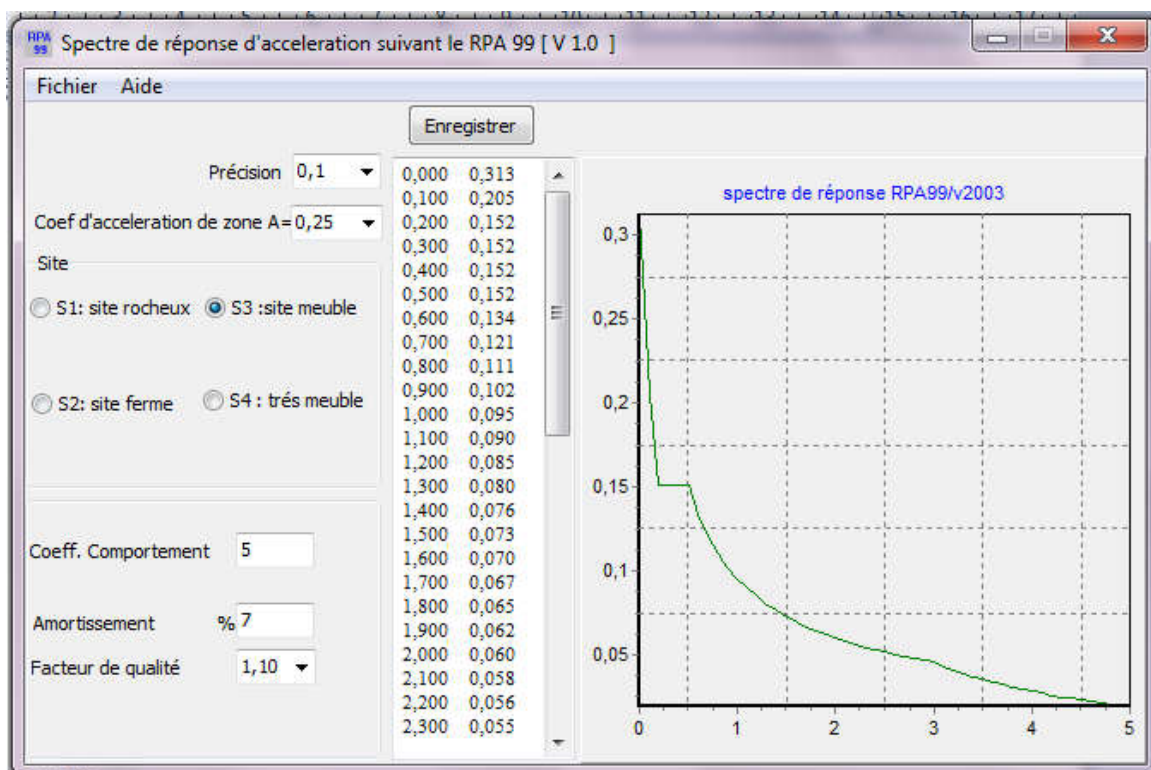 RPA 99 Spectre de réponse d'acceleration suivant le RPA 99 [ V 1.0 ]
Fichier Aide
Enregistrer
Précision 0,1
Coef d'acceleration de zone A= 0,25
Site
S1: site rocheux S3 :site meuble
S2: site ferme S4 : trés meuble
Coeff. Comportement 5
Amortissement % 7
Facteur de qualité 1,10
0,000 0,313
0,100 0,205
0,200 0,152
0,300 0,152
0,400 0,152
0,500 0,152
0,600 0,134
0,700 0,121
0,800 0,111
0,900 0,102
1,000 0,095
1,100 0,090
1,200 0,085
1,300 0,080
1,400 0,076
1,500 0,073
1,600 0,070
1,700 0,067
1,800 0,065
1,900 0,062
2,000 0,060
2,100 0,058
2,200 0,056
2,300 0,055
spectre de réponse RPA99/v2003
0,3
0,25
0,2
0,15
0,1
0,05
0 1 2 3 4 5